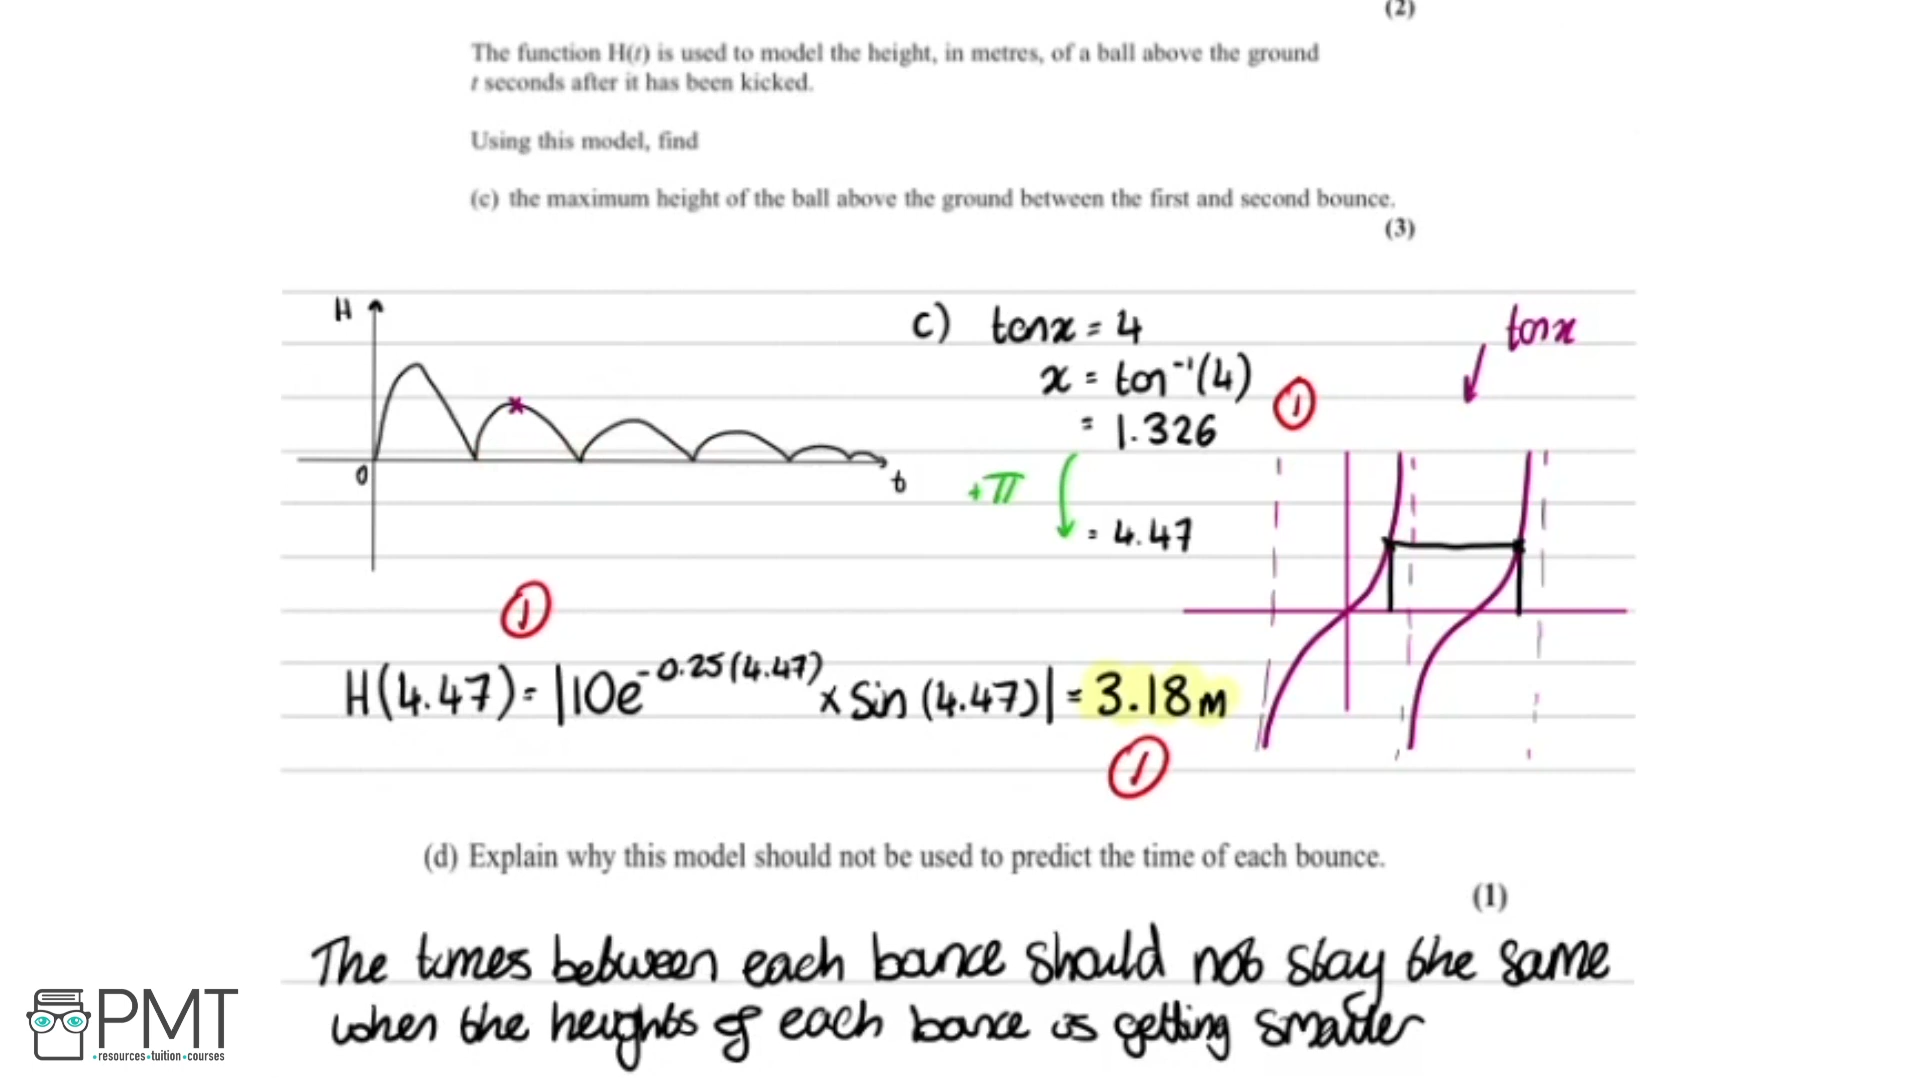 (2)
The function H(t) is used to model the height, in metres, of a ball above the ground
t seconds after it has been kicked.
Using this model, find
(c) the maximum height of the ball above the ground between the first and second bounce.
(3)
H
0
t
c) tanx = 4
x = tan⁻¹(4)
①
= 1.326
+π
= 4.47
tanx
①
H(4.47) = |10e^-0.25(4.47) × Sin (4.47)| = 3.18m
①
(d) Explain why this model should not be used to predict the time of each bounce.
(1)
The times between each bounce should not stay the same
when the heights of each bounce is getting smaller
PMT
•resources•tuition•courses